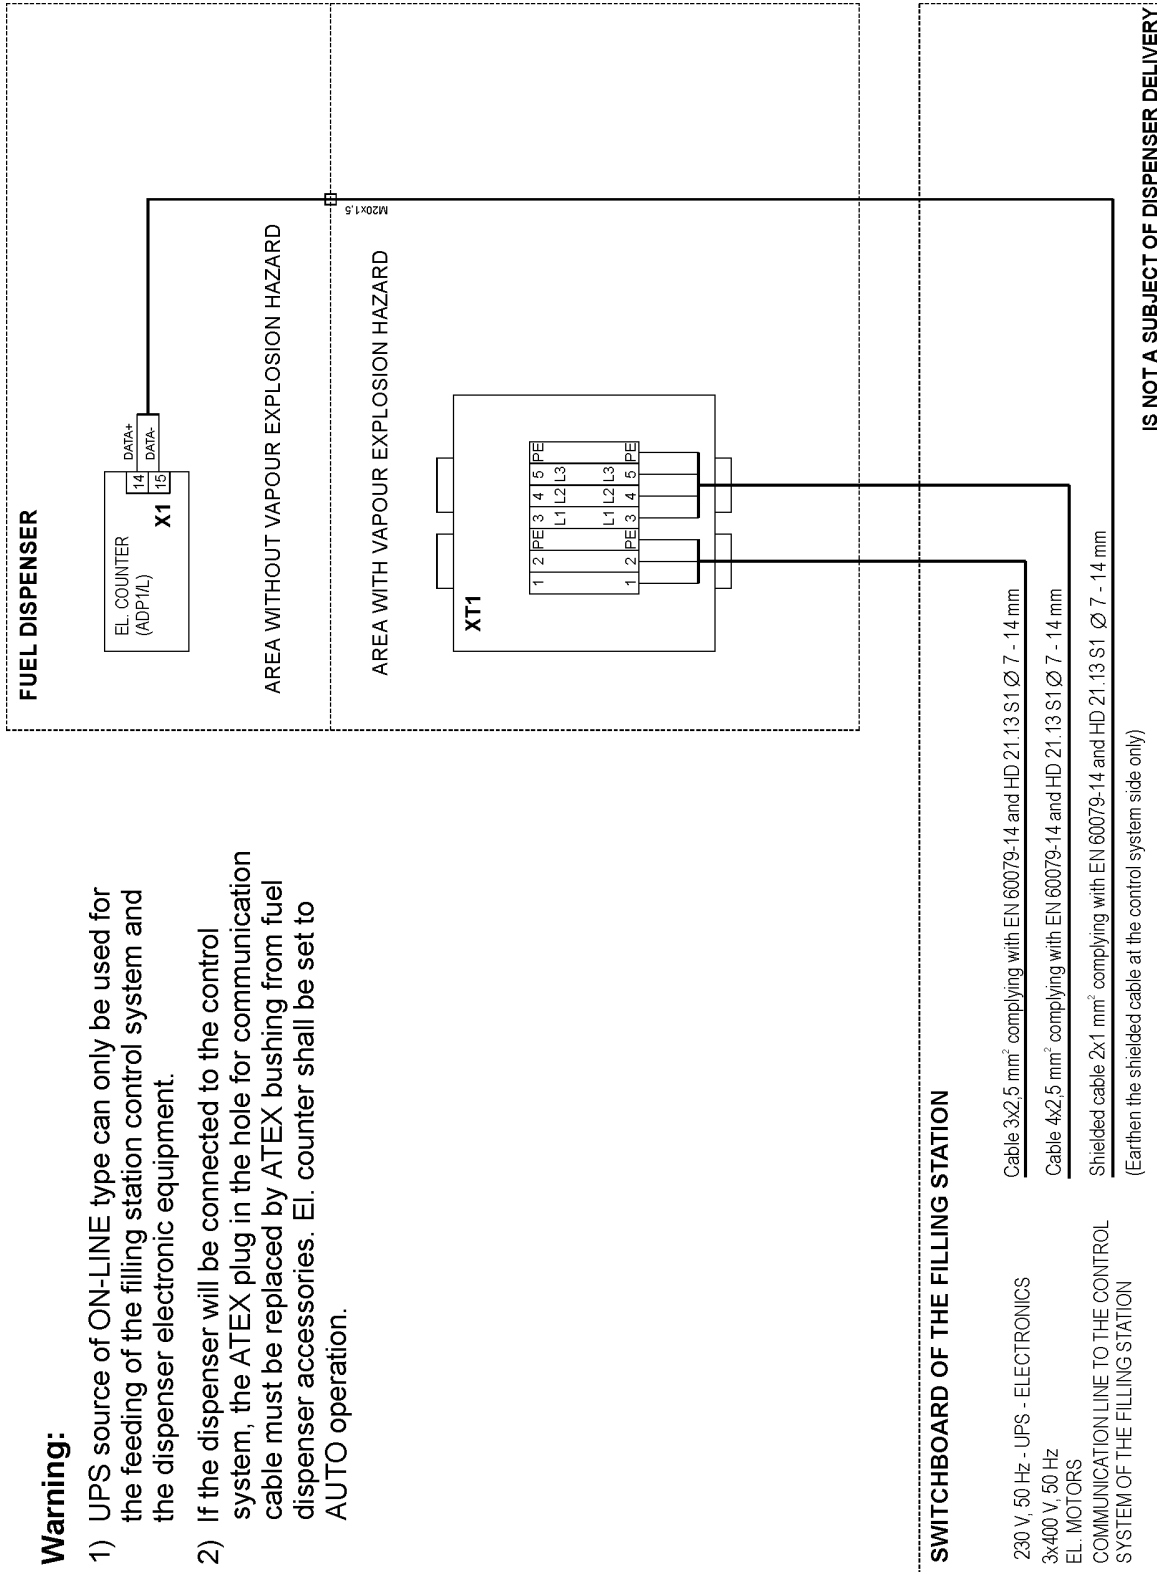 Warning:
1) UPS source of ON-LINE type can only be used for
the feeding of the filling station control system and
the dispenser electronic equipment.
2) If the dispenser will be connected to the control
system, the ATEX plug in the hole for communication
cable must be replaced by ATEX bushing from fuel
dispenser accessories. El. counter shall be set to
AUTO operation.
FUEL DISPENSER
EL. COUNTER
(ADP1/L)
X1
14
15
DATA+
DATA-
AREA WITHOUT VAPOUR EXPLOSION HAZARD
M20x1,5
AREA WITH VAPOUR EXPLOSION HAZARD
XT1
1 2 PE 3 4 5 PE
L1 L2 L3
L1 L2 L3
1 2 PE 3 4 5 PE
SWITCHBOARD OF THE FILLING STATION
230 V, 50 Hz - UPS - ELECTRONICS
Cable 3x2,5 mm² complying with EN 60079-14 and HD 21.13 S1 Ø 7 - 14 mm
3x400 V, 50 Hz
EL. MOTORS
Cable 4x2,5 mm² complying with EN 60079-14 and HD 21.13 S1 Ø 7 - 14 mm
COMMUNICATION LINE TO THE CONTROL
SYSTEM OF THE FILLING STATION
Shielded cable 2x1 mm² complying with EN 60079-14 and HD 21.13 S1 Ø 7 - 14 mm
(Earthen the shielded cable at the control system side only)
IS NOT A SUBJECT OF DISPENSER DELIVERY